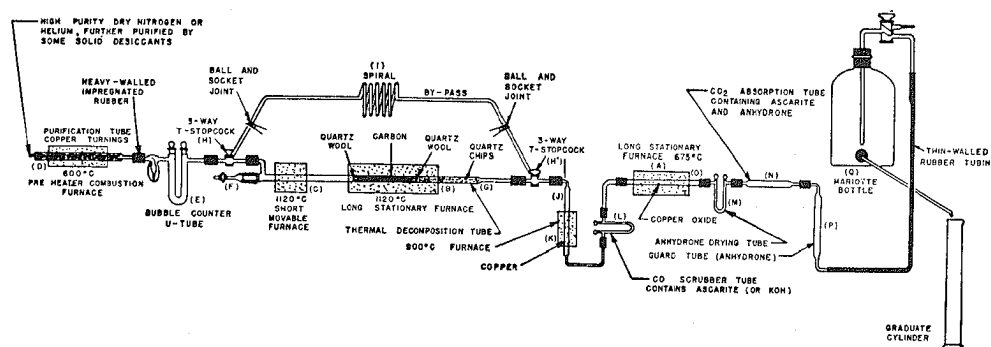 HIGH PURITY DRY NITROGEN OR
HELIUM, FURTHER PURIFIED BY
SOME SOLID DESICCANTS
HEAVY-WALLED
IMPREGNATED
RUBBER
PURIFICATION TUBE
COPPER TURNINGS
(D)
600°C
PRE HEATER COMBUSTION
FURNACE
BUBBLE COUNTER
U-TUBE
(E)
BALL AND
SOCKET
JOINT
3-WAY
T-STOPCOCK
(H)
(I)
SPIRAL
BY-PASS
(F)
(C)
1120°C
SHORT
MOVABLE
FURNACE
QUARTZ
WOOL
CARBON
QUARTZ
WOOL
QUARTZ
CHIPS
(B)
(G)
1120°C
LONG STATIONARY FURNACE
THERMAL DECOMPOSITION TUBE
BALL AND
SOCKET
JOINT
3-WAY
T-STOPCOCK
(H')
(J)
(K)
900°C FURNACE
COPPER
LONG STATIONARY
FURNACE 675°C
(A)
(O)
COPPER OXIDE
(L)
CO SCRUBBER TUBE
CONTAINS ASCARITE (OR KOH)
(M)
ANHYDRONE DRYING TUBE
GUARD TUBE (ANHYDRONE)
CO2 ABSORPTION TUBE
CONTAINING ASCARITE
AND ANHYDRONE
(N)
(P)
(Q)
MARIOTTE
BOTTLE
THIN-WALLED
RUBBER TUBIN
GRADUATE
CYLINDER